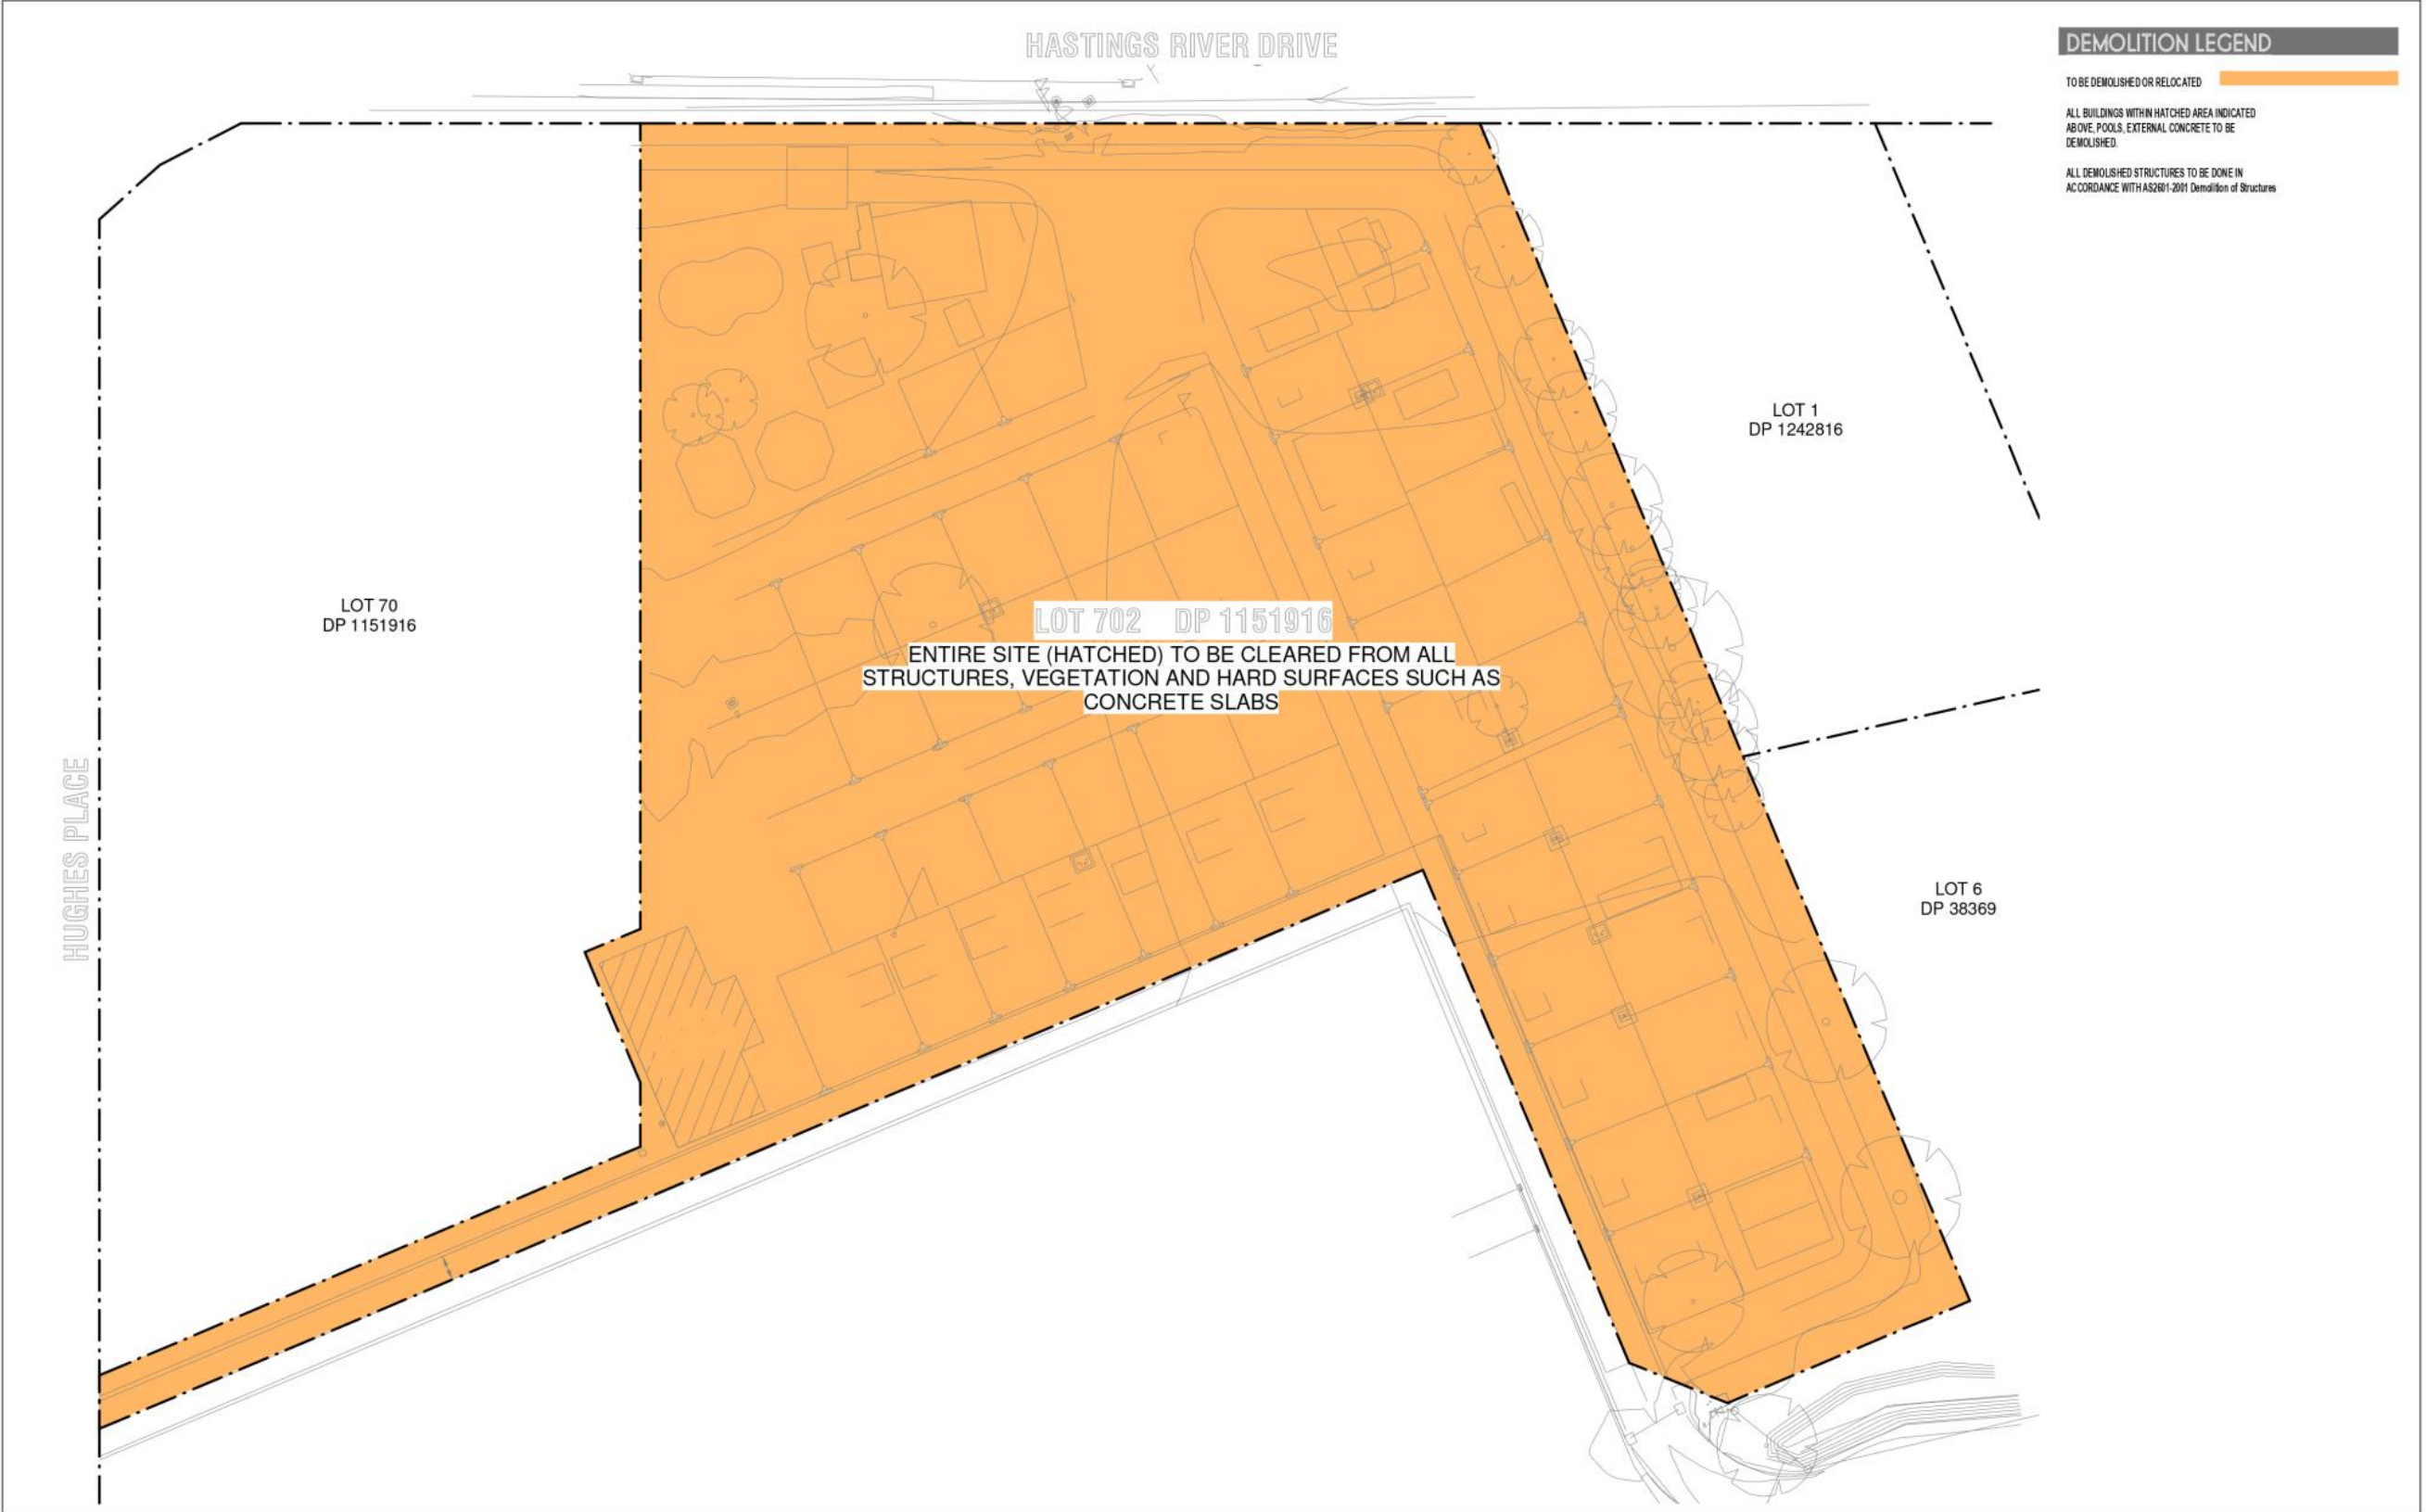 HASTINGS RIVER DRIVE
DEMOLITION LEGEND
TO BE DEMOLISHED OR RELOCATED
ALL BUILDINGS WITHIN HATCHED AREA INDICATED
ABOVE, POOLS, EXTERNAL CONCRETE TO BE
DEMOLISHED.
ALL DEMOLISHED STRUCTURES TO BE DONE IN
ACCORDANCE WITH AS2601-2001 Demolition of Structures
LOT 1
DP 1242816
LOT 70
DP 1151916
LOT 702 DP 1151916
ENTIRE SITE (HATCHED) TO BE CLEARED FROM ALL
STRUCTURES, VEGETATION AND HARD SURFACES SUCH AS
CONCRETE SLABS
HUGHES PLACE
LOT 6
DP 38369